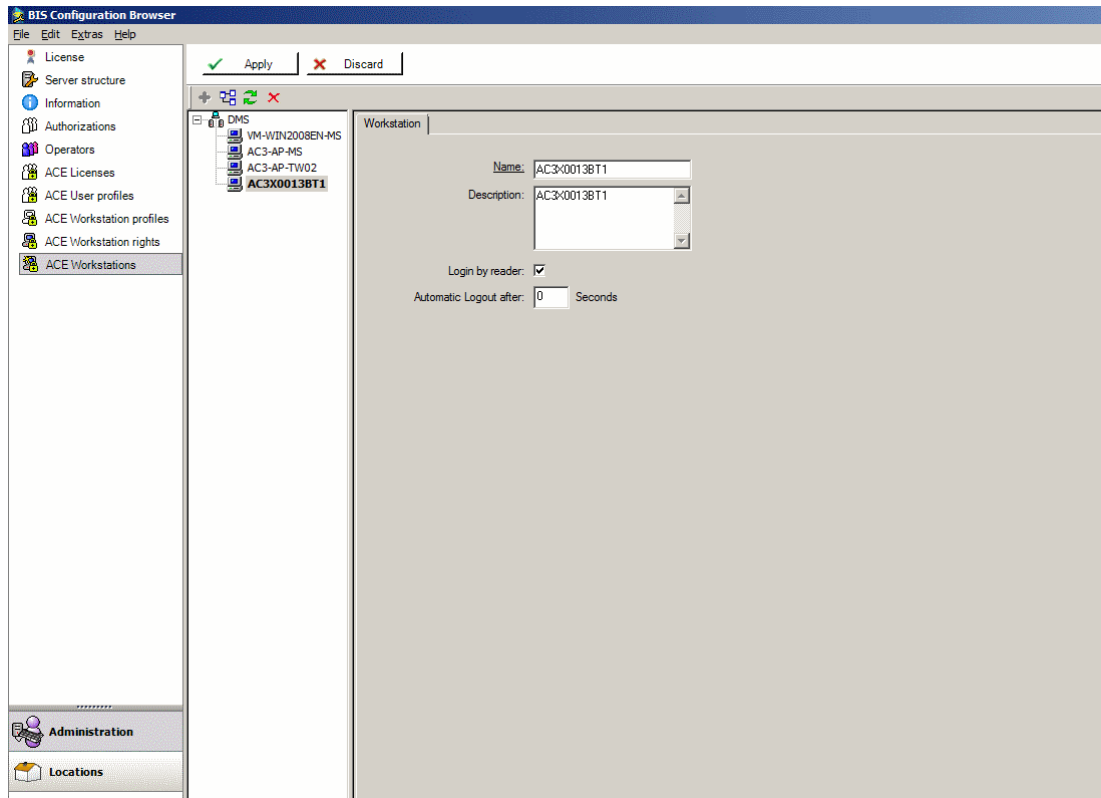 BIS Configuration Browser
File Edit Extras Help
License
Server structure
Information
Authorizations
Operators
ACE Licenses
ACE User profiles
ACE Workstation profiles
ACE Workstation rights
ACE Workstations
Administration
Locations
Apply Discard
DMS
VM-WIN2008EN-MS
AC3-AP-MS
AC3-AP-TW02
AC3X0013BT1
Workstation
Name: AC3X0013BT1
Description: AC3X0013BT1
Login by reader:
Automatic Logout after: 0 Seconds